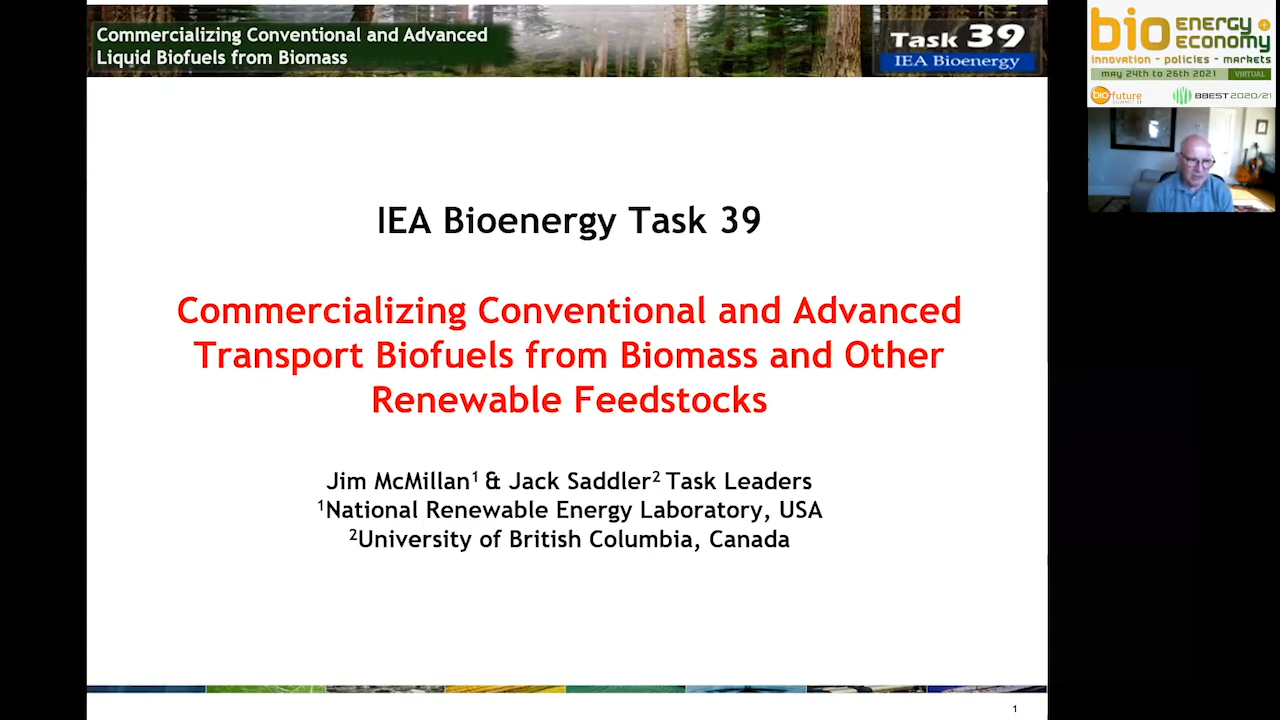 Commercializing Conventional and Advanced
Liquid Biofuels from Biomass
Task 39
IEA Bioenergy
IEA Bioenergy Task 39
Commercializing Conventional and Advanced
Transport Biofuels from Biomass and Other
Renewable Feedstocks
Jim McMillan¹ & Jack Saddler² Task Leaders
¹National Renewable Energy Laboratory, USA
²University of British Columbia, Canada
1
bio ENERGY +
ECONOMY
innovation - policies - markets
may 24th to 26th 2021 VIRTUAL
biofuture
SUMMIT II
BBEST 2020/21